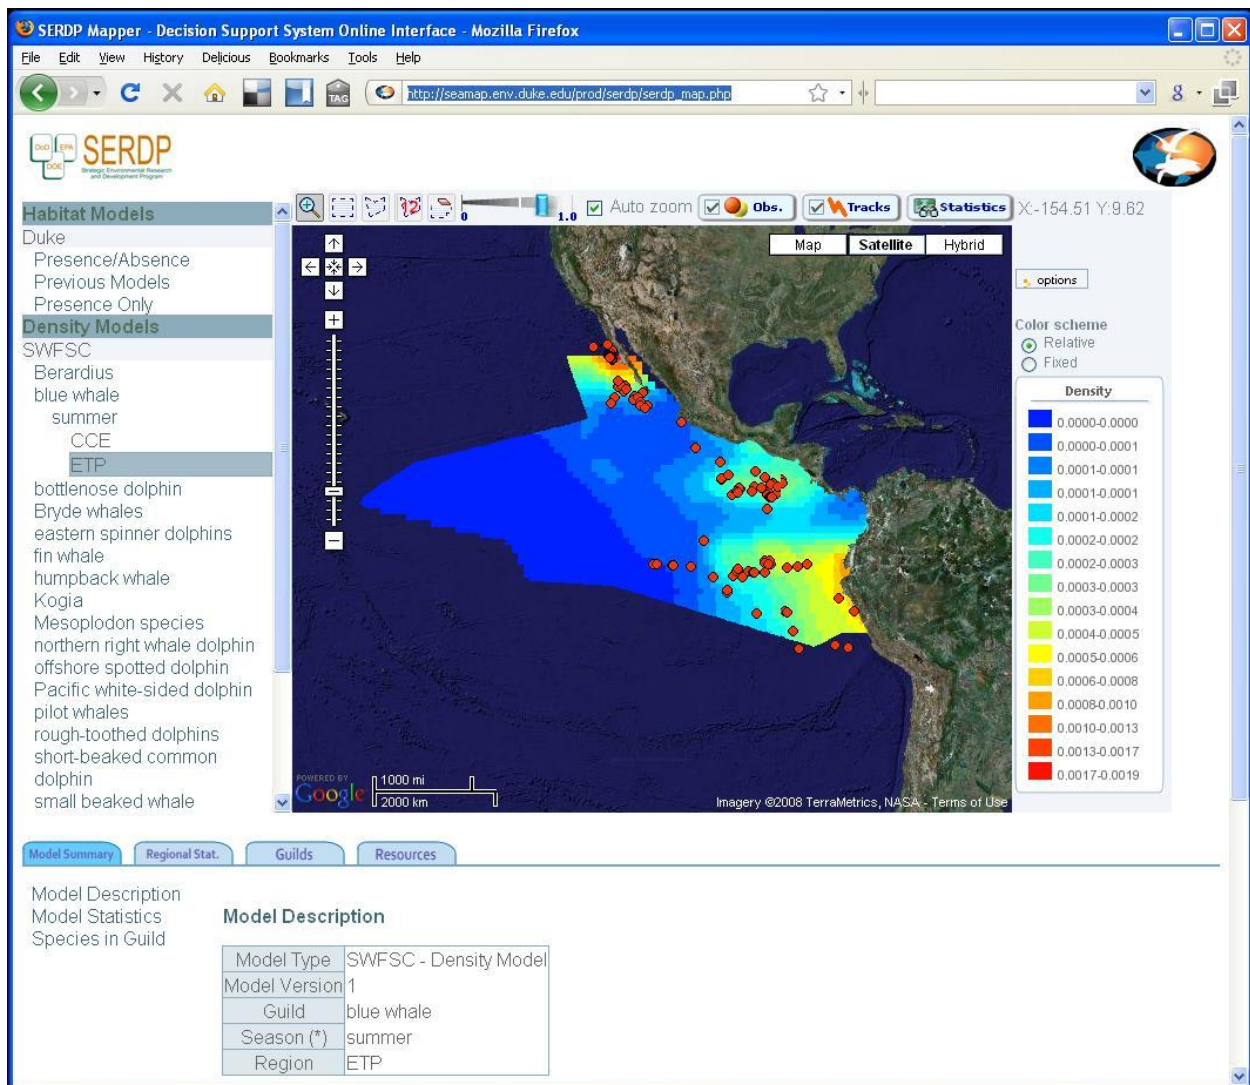 SERDP Mapper - Decision Support System Online Interface - Mozilla Firefox
File Edit View History Delicious Bookmarks Tools Help
TAG
http://seamap.env.duke.edu/prod/serdp/serdp_map.php
8
DoD EPA DOE
SERDP
Strategic Environmental Research
and Development Program
Habitat Models
Duke
Presence/Absence
Previous Models
Presence Only
Density Models
SWFSC
Berardius
blue whale
summer
CCE
ETP
bottlenose dolphin
Bryde whales
eastern spinner dolphins
fin whale
humpback whale
Kogia
Mesoplodon species
northern right whale dolphin
offshore spotted dolphin
Pacific white-sided dolphin
pilot whales
rough-toothed dolphins
short-beaked common
dolphin
small beaked whale
0 1.0 Auto zoom Obs. Tracks Statistics X:-154.51 Y:9.62
Map Satellite Hybrid
POWERED BY
Google
1000 mi
2000 km
Imagery ©2008 TerraMetrics, NASA - Terms of Use
options
Color scheme
Relative
Fixed
Density
0.0000-0.0000
0.0000-0.0001
0.0001-0.0001
0.0001-0.0001
0.0001-0.0002
0.0002-0.0002
0.0002-0.0003
0.0003-0.0003
0.0003-0.0004
0.0004-0.0005
0.0005-0.0006
0.0006-0.0008
0.0008-0.0010
0.0010-0.0013
0.0013-0.0017
0.0017-0.0019
Model Summary Regional Stat. Guilds Resources
Model Description
Model Statistics
Species in Guild
Model Description
Model Type SWFSC - Density Model
Model Version 1
Guild blue whale
Season (*) summer
Region ETP